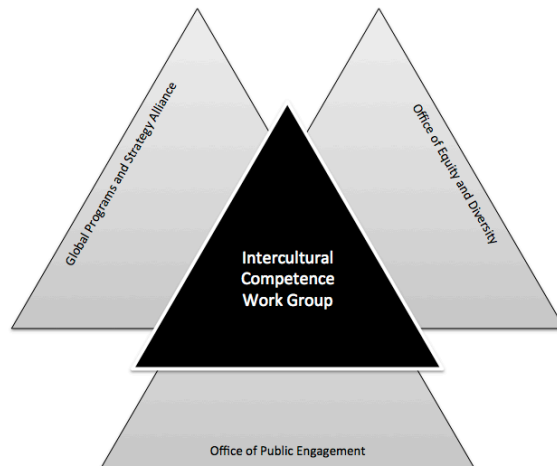 Global Programs and Strategy Alliance
Office of Equity and Diversity
Intercultural
Competence
Work Group
Office of Public Engagement